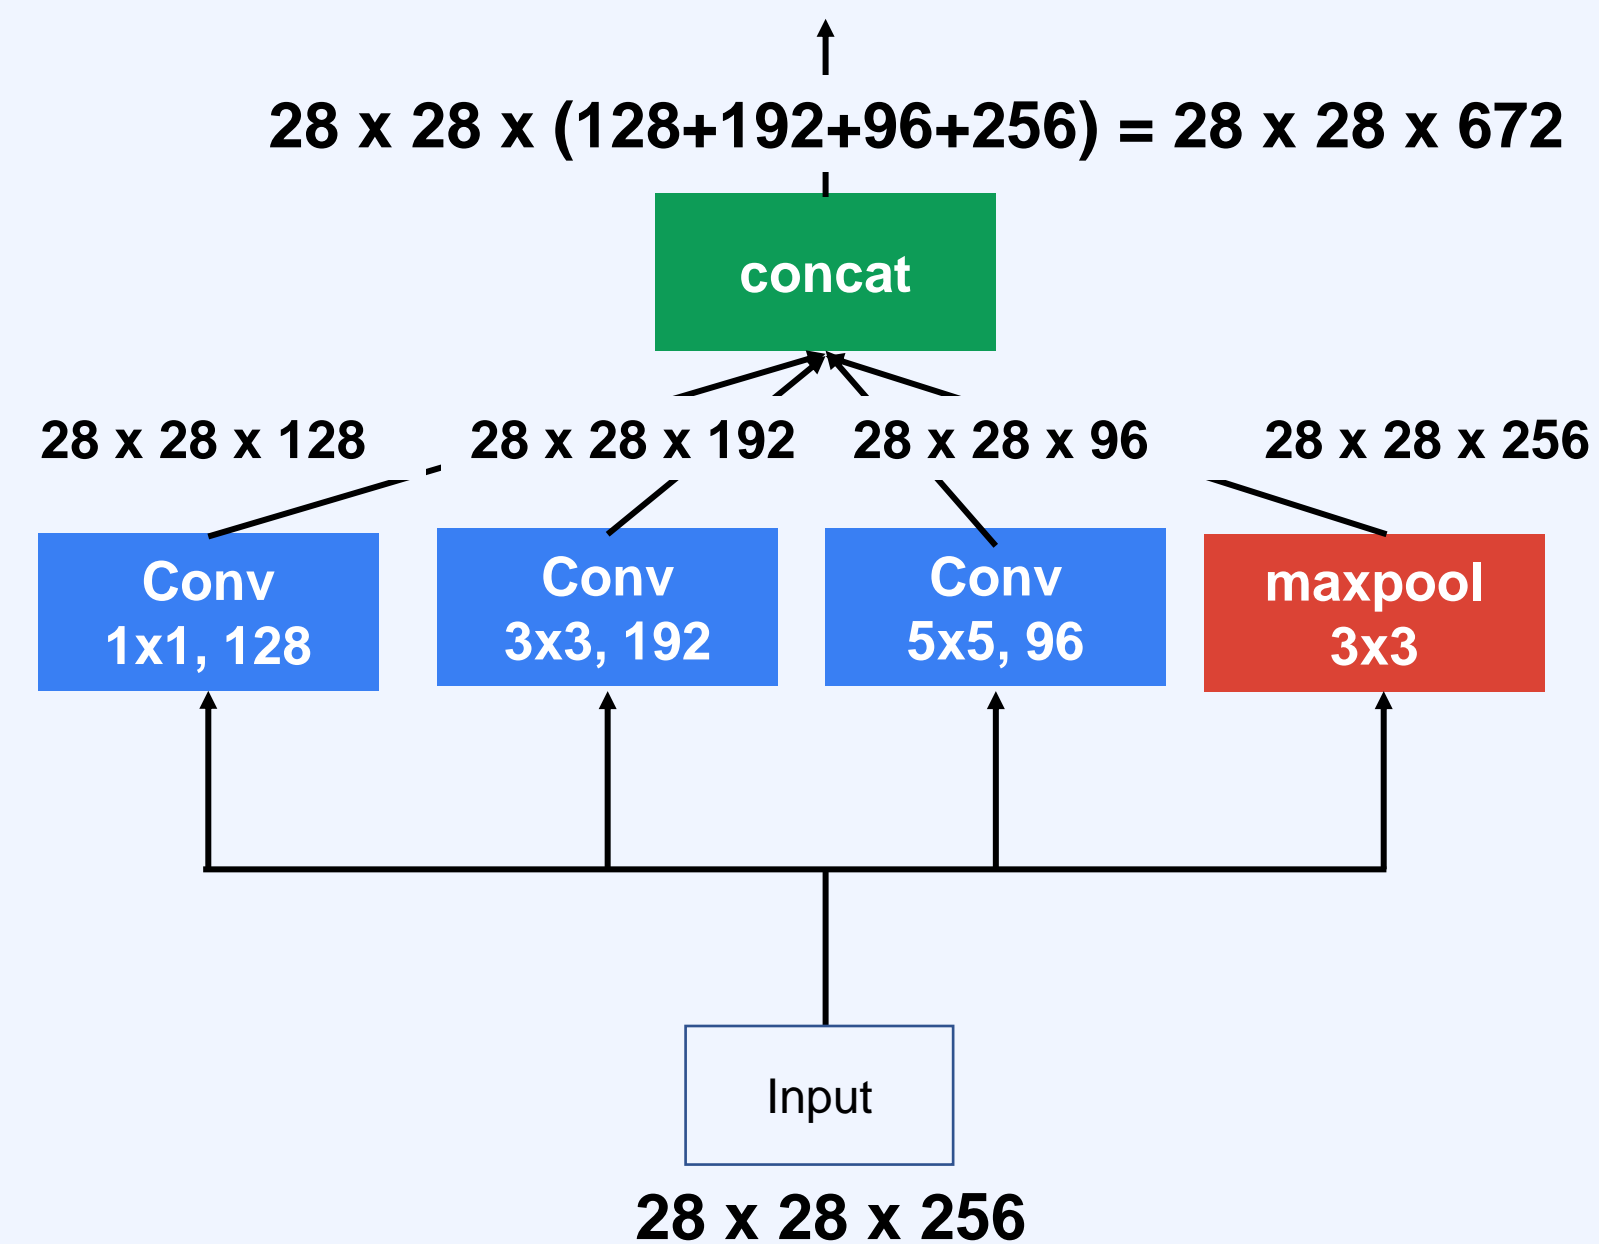 28 x 28 x (128+192+96+256) = 28 x 28 x 672
concat
28 x 28 x 128
28 x 28 x 192
28 x 28 x 96
28 x 28 x 256
Conv
1x1, 128
Conv
3x3, 192
Conv
5x5, 96
maxpool
3x3
Input
28 x 28 x 256